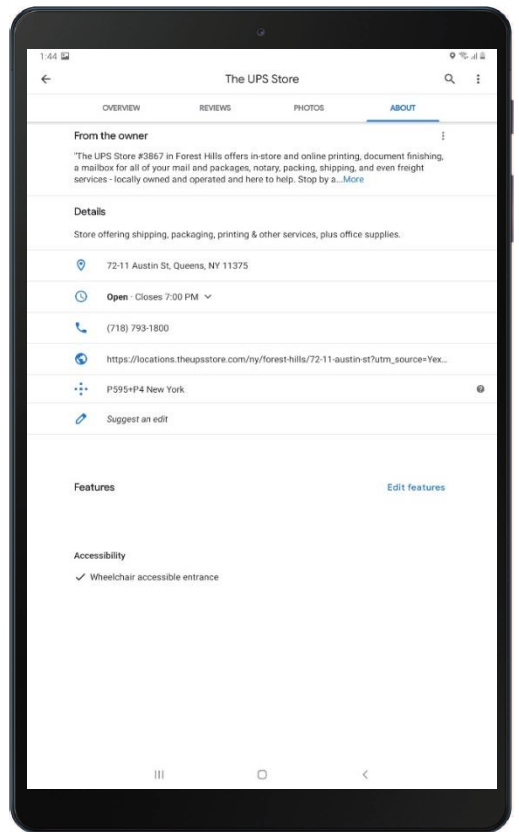 1:44
The UPS Store
OVERVIEW REVIEWS PHOTOS ABOUT
From the owner
"The UPS Store #3867 in Forest Hills offers in-store and online printing, document finishing,
a mailbox for all of your mail and packages, notary, packing, shipping, and even freight
services - locally owned and operated and here to help. Stop by a...More
Details
Store offering shipping, packaging, printing & other services, plus office supplies.
72-11 Austin St, Queens, NY 11375
Open · Closes 7:00 PM
(718) 793-1800
https://locations.theupsstore.com/ny/forest-hills/72-11-austin-st?utm_source=Yex...
P595+P4 New York
Suggest an edit
Features Edit features
Accessibility
Wheelchair accessible entrance